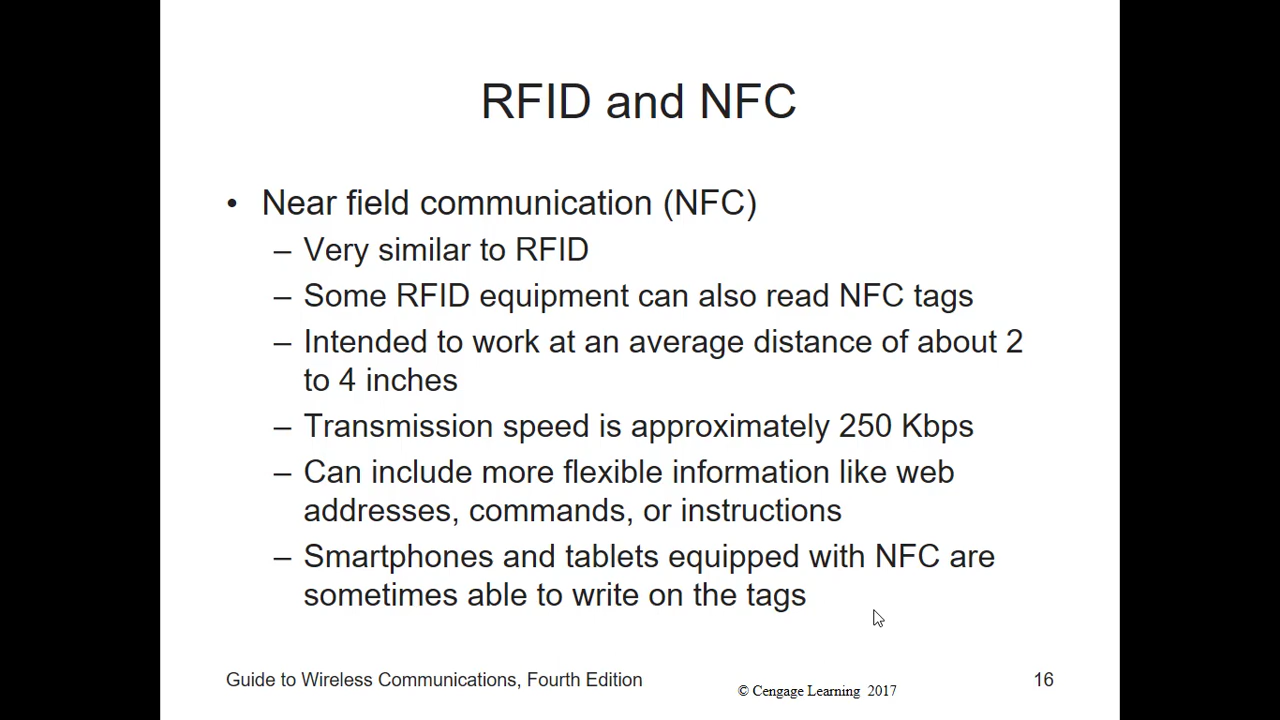 RFID and NFC
• Near field communication (NFC)
– Very similar to RFID
– Some RFID equipment can also read NFC tags
– Intended to work at an average distance of about 2
to 4 inches
– Transmission speed is approximately 250 Kbps
– Can include more flexible information like web
addresses, commands, or instructions
– Smartphones and tablets equipped with NFC are
sometimes able to write on the tags
Guide to Wireless Communications, Fourth Edition
© Cengage Learning 2017
16